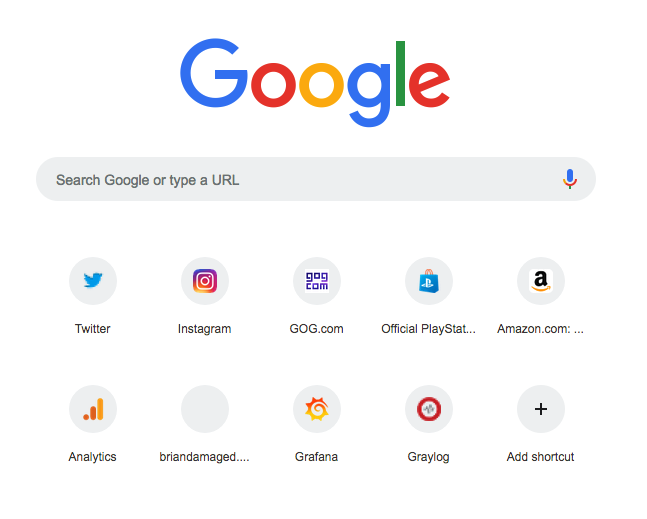 Google
Search Google or type a URL
gog
com
a
Twitter
Instagram
GOG.com
Official PlayStat...
Amazon.com: ...
Analytics
briandamaged....
Grafana
Graylog
Add shortcut